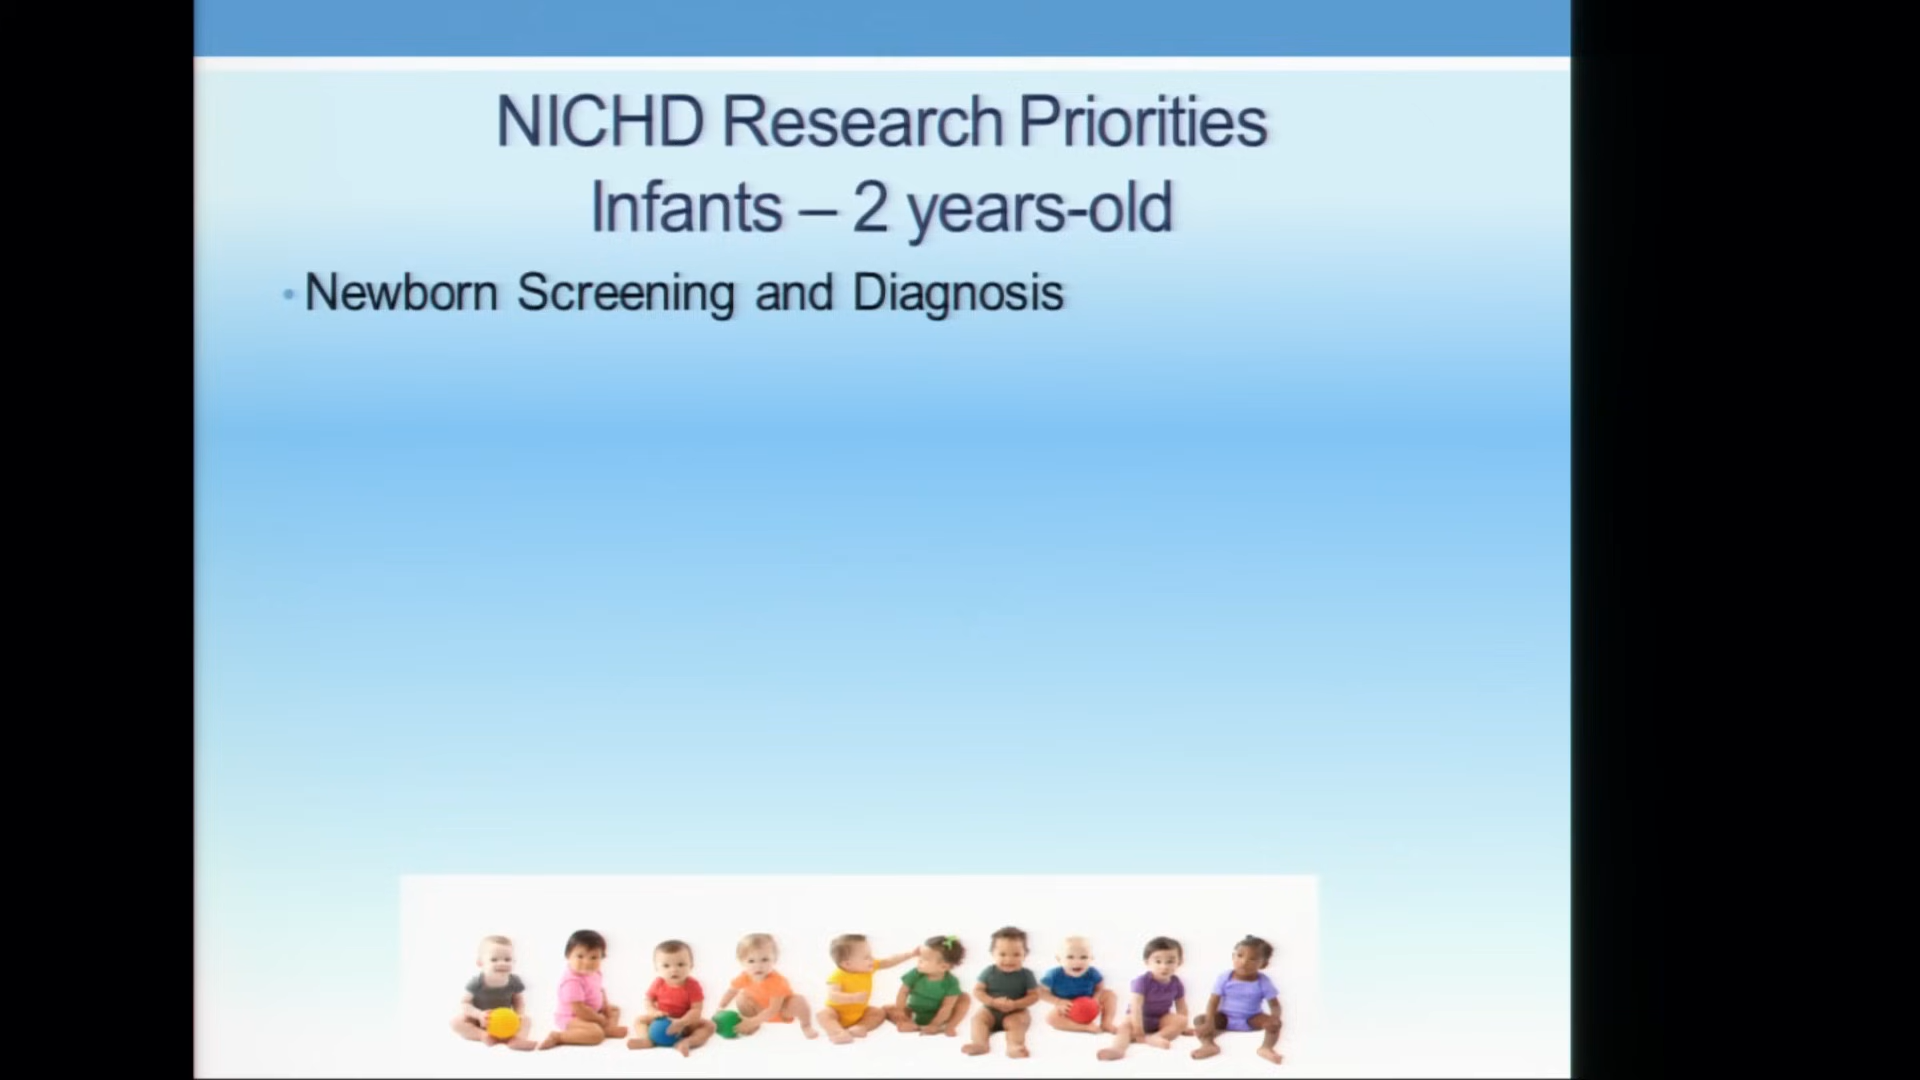 NICHD Research Priorities
Infants – 2 years-old
• Newborn Screening and Diagnosis